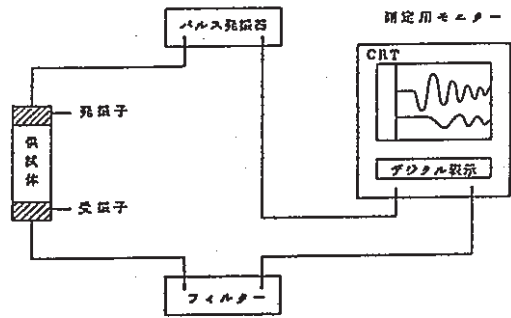 パルス発振器
測定用モニター
CRT
発振子
供試体
デジタル表示
受振子
フィルター